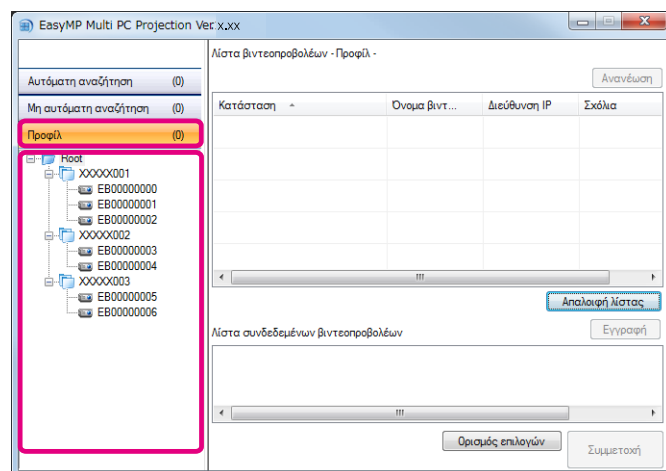 EasyMP Multi PC Projection Ver. x.xx
Λίστα βιντεοπροβολέων - Προφίλ -
Αυτόματη αναζήτηση (0)
Ανανέωση
Μη αυτόματη αναζήτηση (0)
Κατάσταση Όνομα βιντ... Διεύθυνση IP Σχόλια
Προφίλ (0)
Root
XXXXX001
EB00000000
EB00000001
EB00000002
XXXXX002
EB00000003
EB00000004
XXXXX003
EB00000005
EB00000006
Απαλοιφή λίστας
Λίστα συνδεδεμένων βιντεοπροβολέων
Εγγραφή
Ορισμός επιλογών
Συμμετοχή